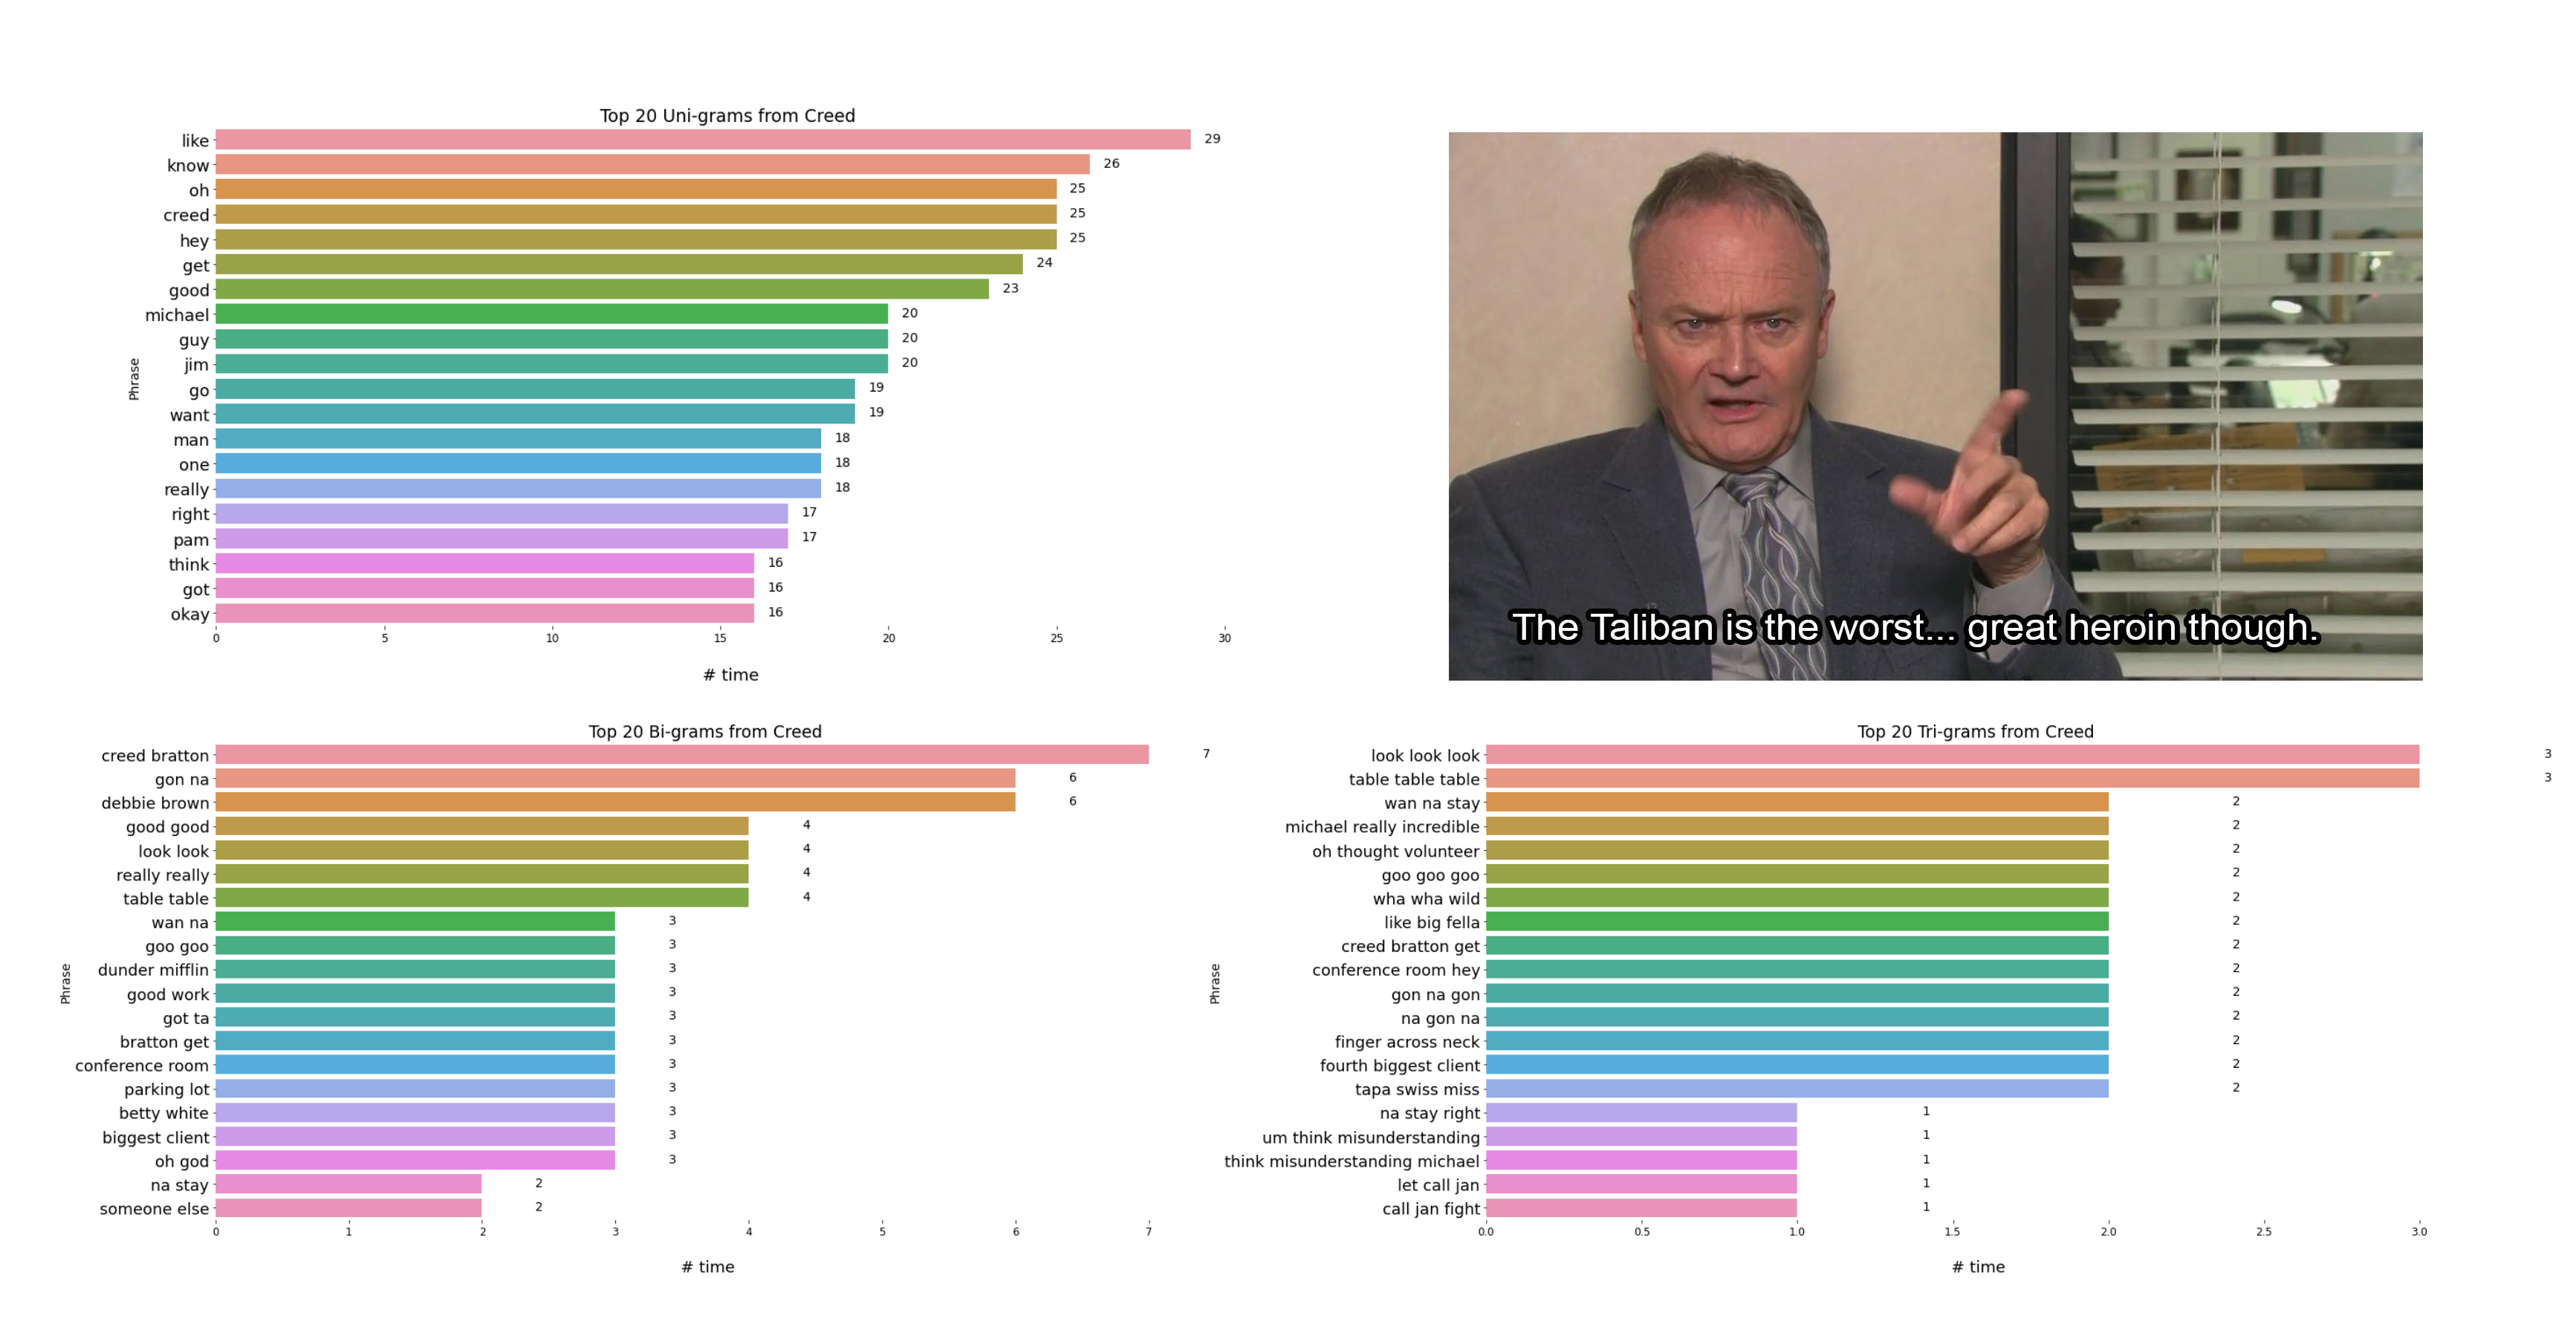 Top 20 Uni-grams from Creed
like 29
know 26
oh 25
creed 25
hey 25
get 24
good 23
michael 20
guy 20
jim 20
go 19
want 19
man 18
one 18
really 18
right 17
pam 17
think 16
got 16
okay 16
Phrase
0 5 10 15 20 25 30
# time
The Taliban is the worst... great heroin though.
Top 20 Bi-grams from Creed
creed bratton 7
gon na 6
debbie brown 6
good good 4
look look 4
really really 4
table table 4
wan na 3
goo goo 3
dunder mifflin 3
good work 3
got ta 3
bratton get 3
conference room 3
parking lot 3
betty white 3
biggest client 3
oh god 3
na stay 2
someone else 2
Phrase
0 1 2 3 4 5 6 7
# time
Top 20 Tri-grams from Creed
look look look 3
table table table 3
wan na stay 2
michael really incredible 2
oh thought volunteer 2
goo goo goo 2
wha wha wild 2
like big fella 2
creed bratton get 2
conference room hey 2
gon na gon 2
na gon na 2
finger across neck 2
fourth biggest client 2
tapa swiss miss 2
na stay right 1
um think misunderstanding 1
think misunderstanding michael 1
let call jan 1
call jan fight 1
Phrase
0.0 0.5 1.0 1.5 2.0 2.5 3.0
# time